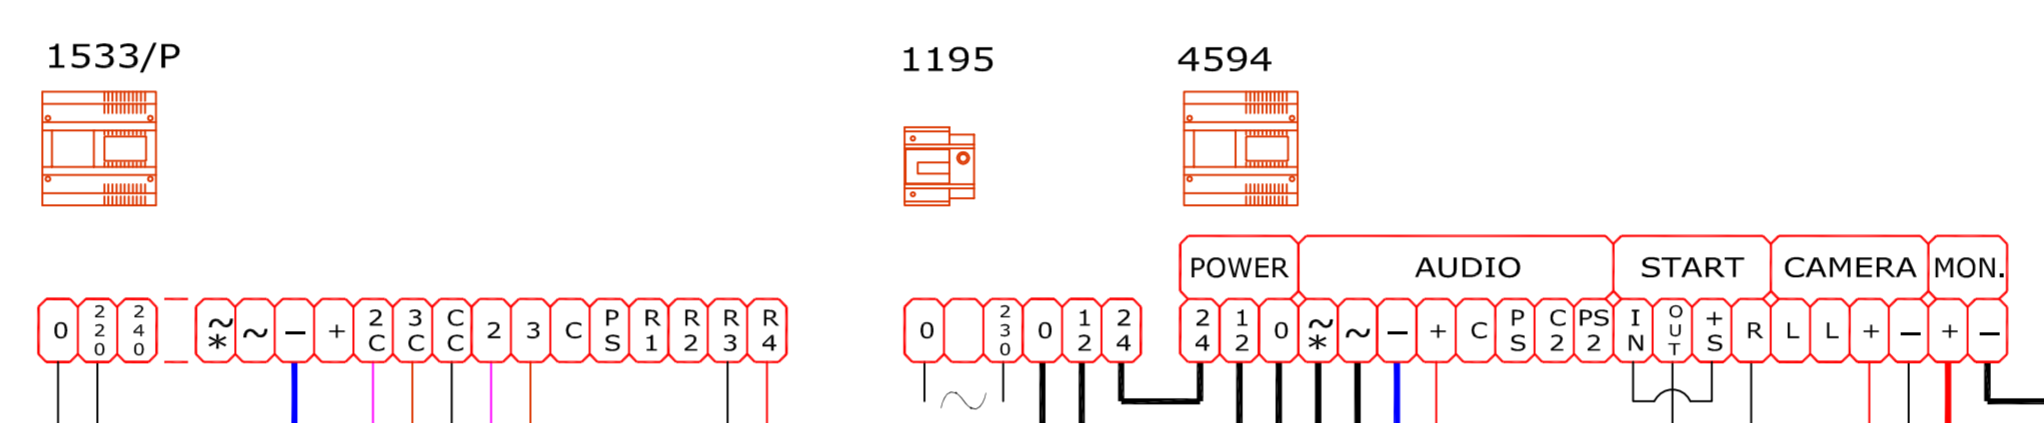 1533/P
1195
4594
POWER AUDIO START CAMERA MON.
0 220 240 ~* ~ − + 2C 3C CC 2 3 C PS R1 R2 R3 R4
0 230 0 12 24
24 12 0 ~* ~ − + C PS C2 PS2 IN OUT +S R L L + − + −